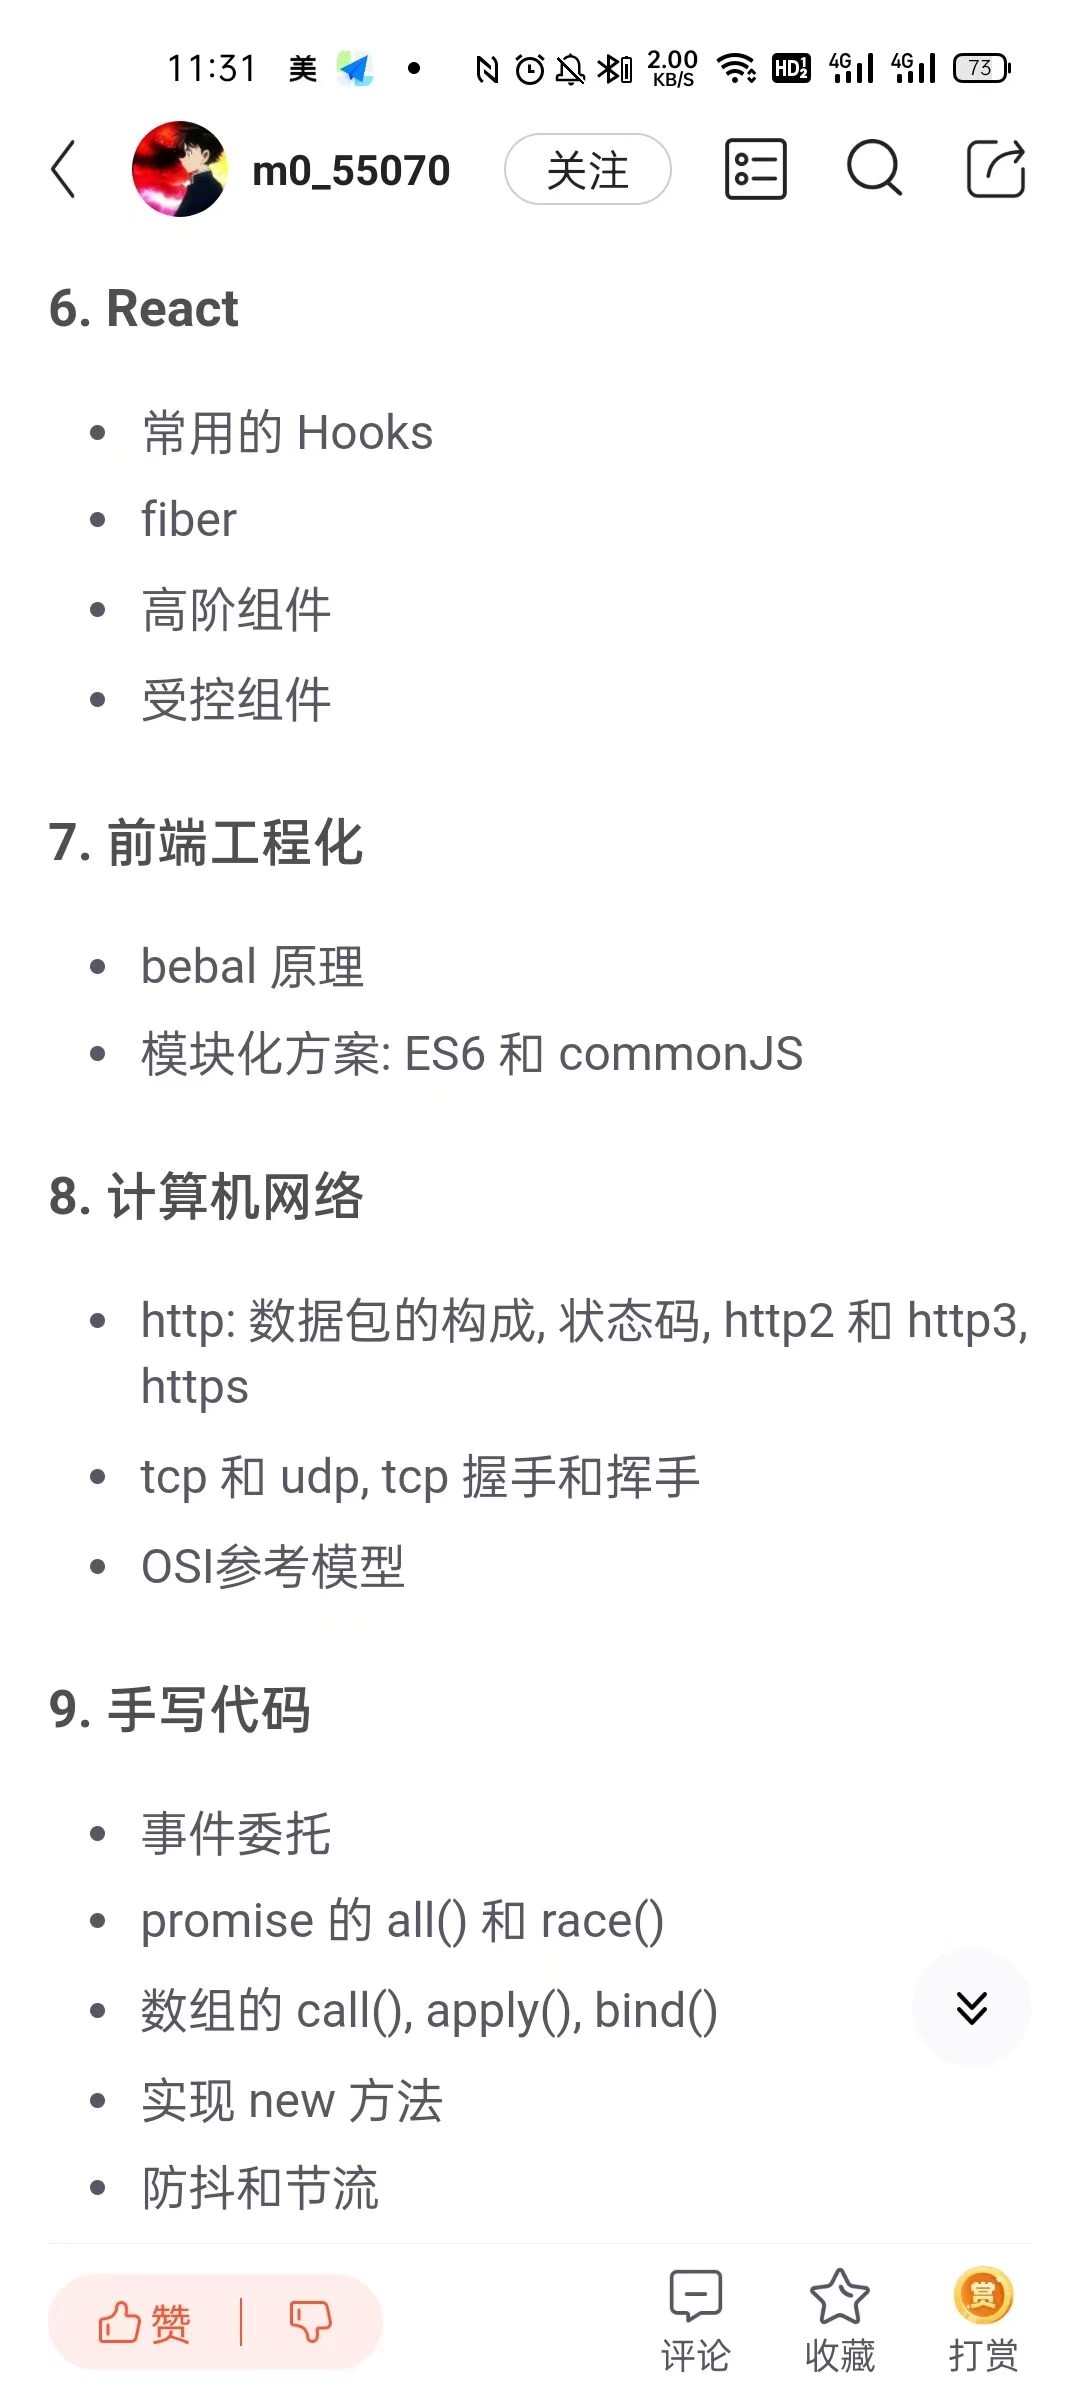 11:31 美 2.00 KB/S HD 1 2 4G 4G 73
m0_55070 关注
6. React
常用的 Hooks
fiber
高阶组件
受控组件
7. 前端工程化
bebal 原理
模块化方案: ES6 和 commonJS
8. 计算机网络
http: 数据包的构成, 状态码, http2 和 http3,
https
tcp 和 udp, tcp 握手和挥手
OSI参考模型
9. 手写代码
事件委托
promise 的 all() 和 race()
数组的 call(), apply(), bind()
实现 new 方法
防抖和节流
赞 评论 收藏 赏 打赏